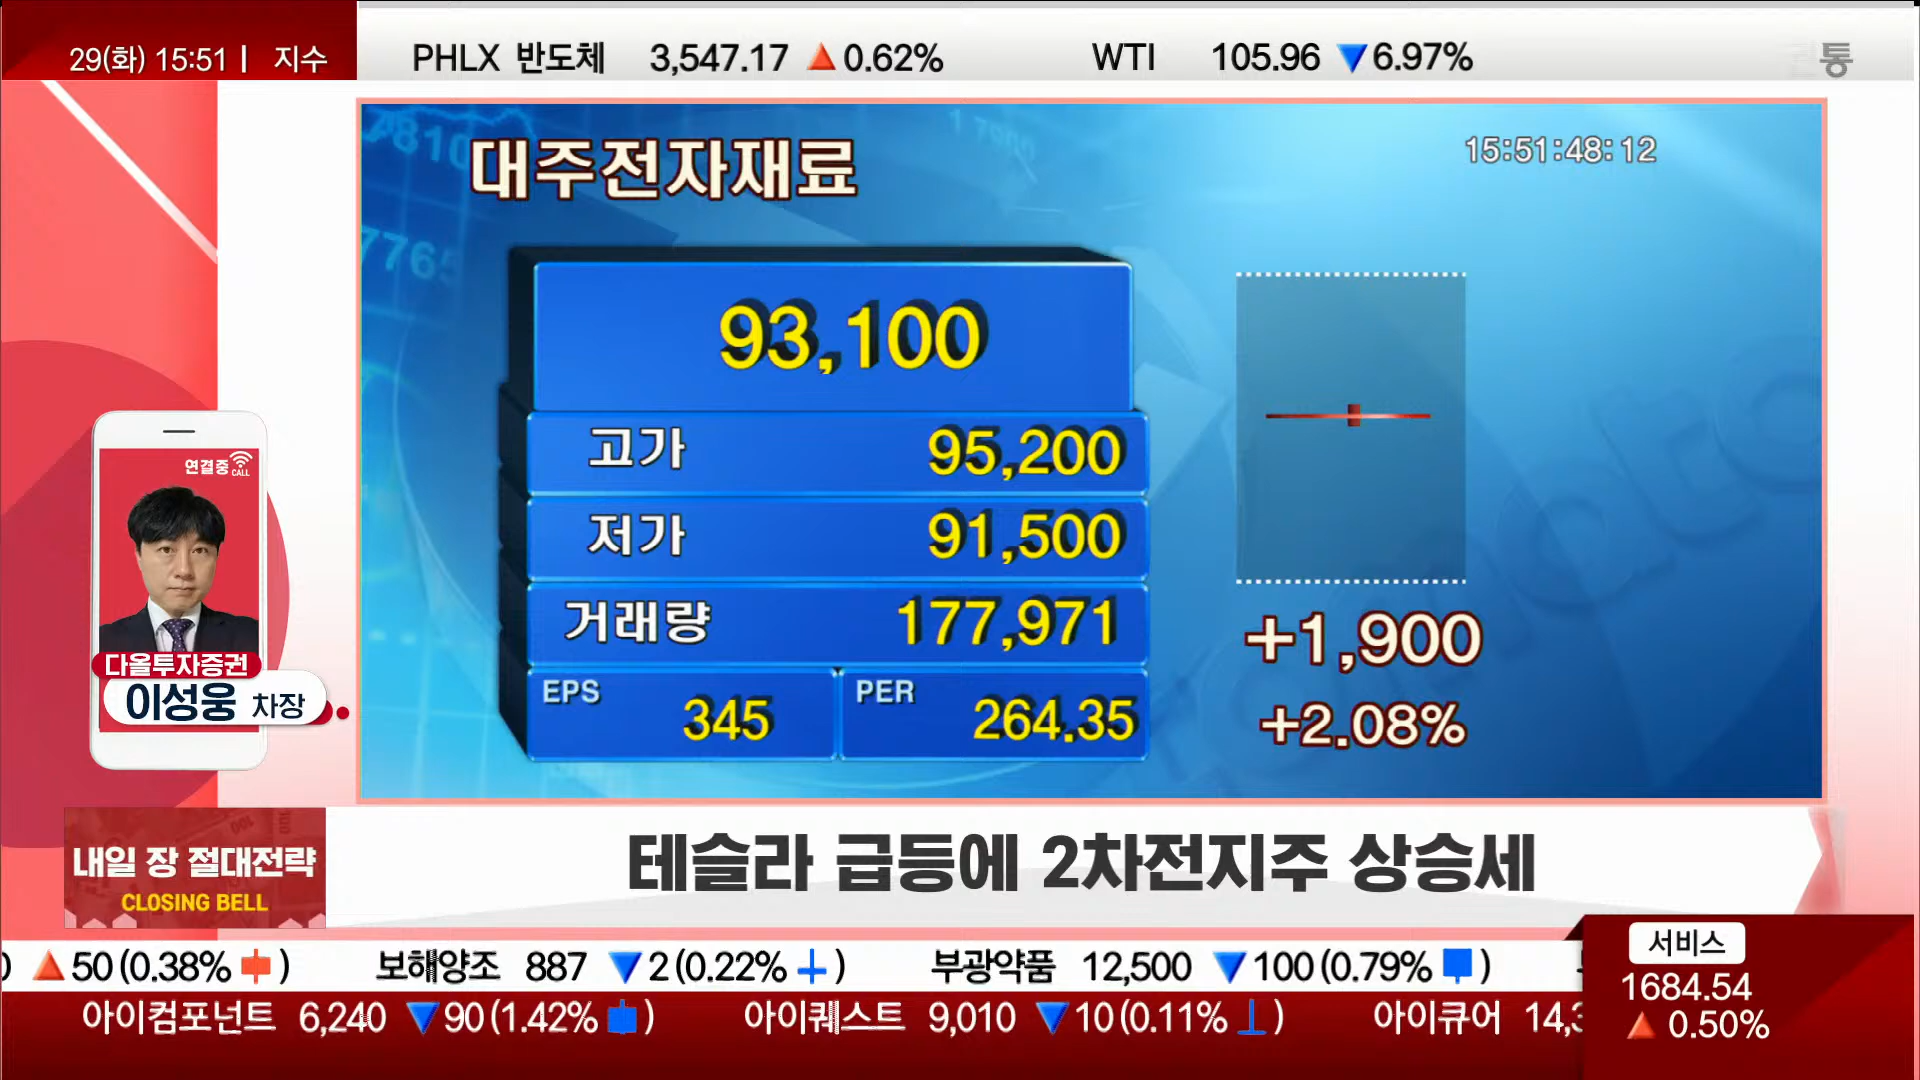 29(화) 15:51 | 지수 PHLX 반도체 3,547.17 ▲0.62% WTI 105.96 ▼6.97% 통
대주전자재료
15:51:48:12
93,100
고가 95,200
저가 91,500
거래량 177,971
EPS 345 PER 264.35
+1,900
+2.08%
연결중 CALL
다올투자증권
이성웅 차장
내일 장 절대전략
CLOSING BELL
테슬라 급등에 2차전지주 상승세
▲50(0.38% ) 보해양조 887 ▼2(0.22% ) 부광약품 12,500 ▼100(0.79% )
아이컴포넌트 6,240 ▼90(1.42% ) 아이퀘스트 9,010 ▼10(0.11% ) 아이큐어 14,3
서비스
1684.54
▲0.50%